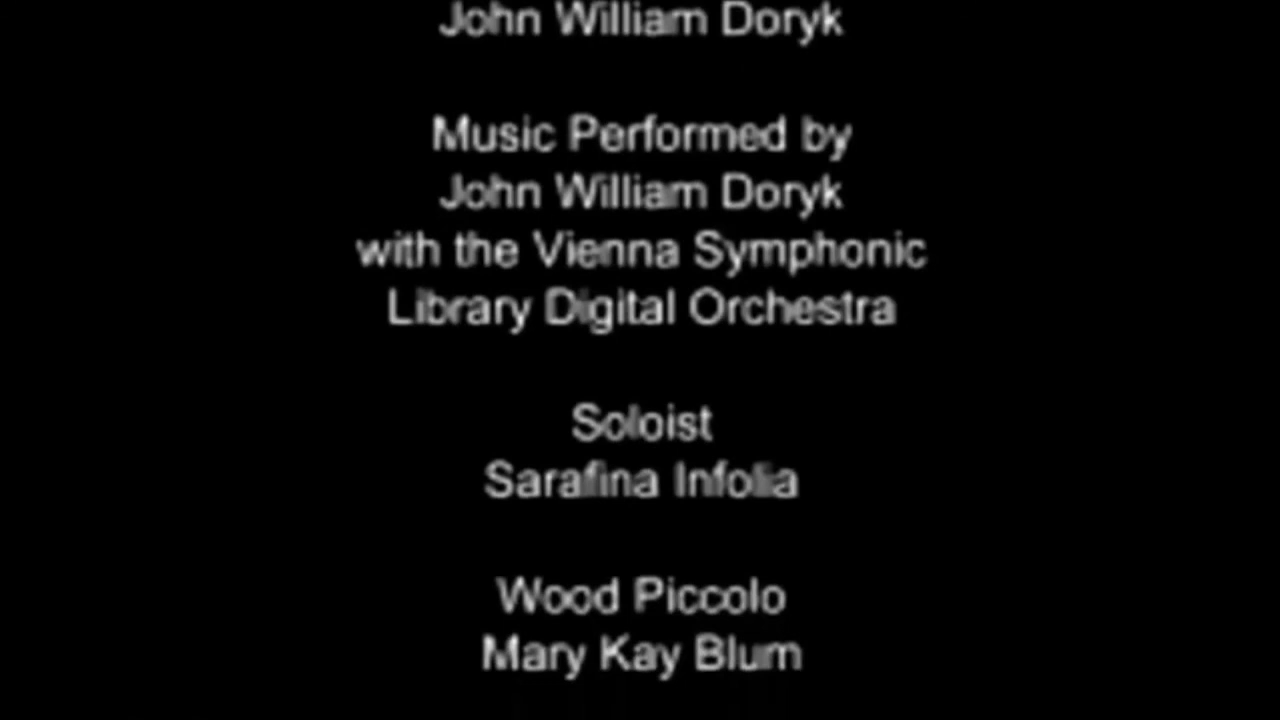 John William Doryk
Music Performed by
John William Doryk
with the Vienna Symphonic
Library Digital Orchestra
Soloist
Sarafina Infolia
Wood Piccolo
Mary Kay Blum